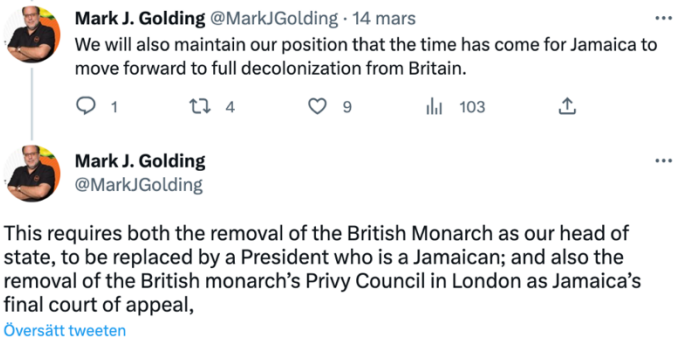 Mark J. Golding @MarkJGolding · 14 mars
We will also maintain our position that the time has come for Jamaica to
move forward to full decolonization from Britain.
1 4 9 103
Mark J. Golding
@MarkJGolding
This requires both the removal of the British Monarch as our head of
state, to be replaced by a President who is a Jamaican; and also the
removal of the British monarch’s Privy Council in London as Jamaica’s
final court of appeal,
Översätt tweeten